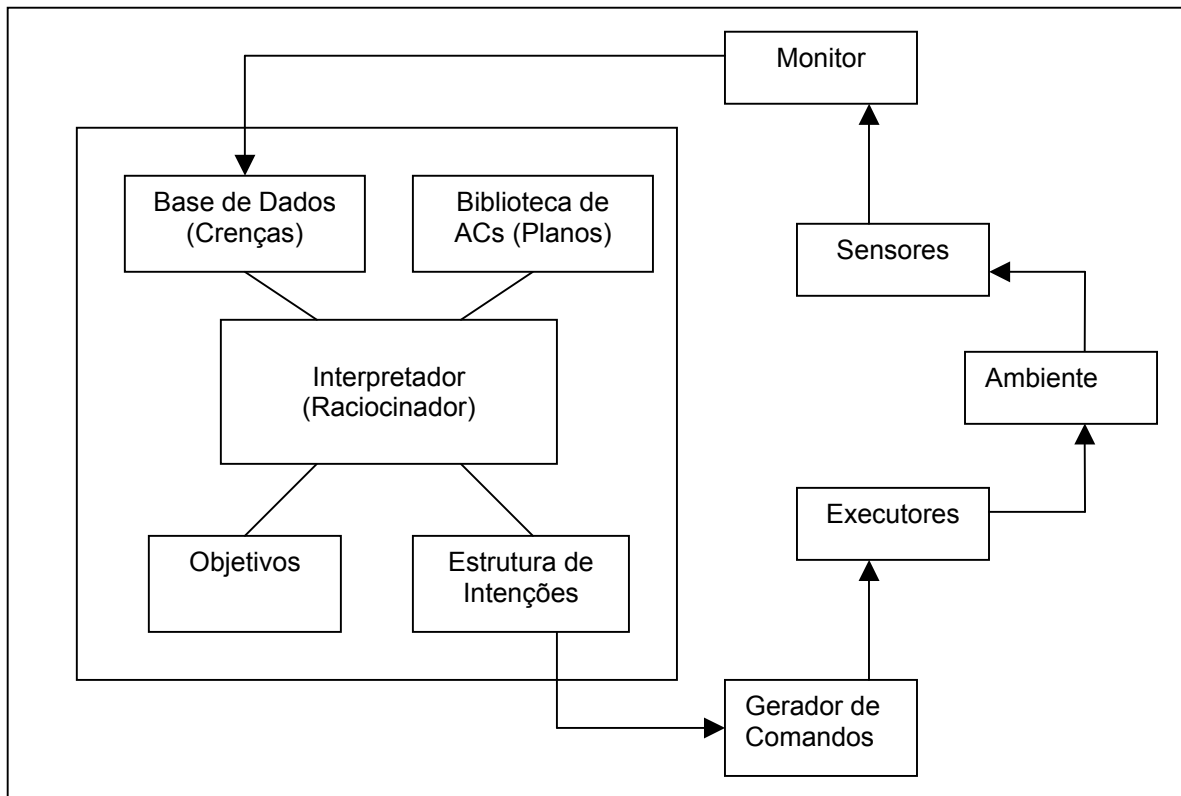 Monitor
Base de Dados
(Crenças)
Biblioteca de
ACs (Planos)
Sensores
Interpretador
(Raciocinador)
Ambiente
Executores
Objetivos
Estrutura de
Intenções
Gerador de
Comandos